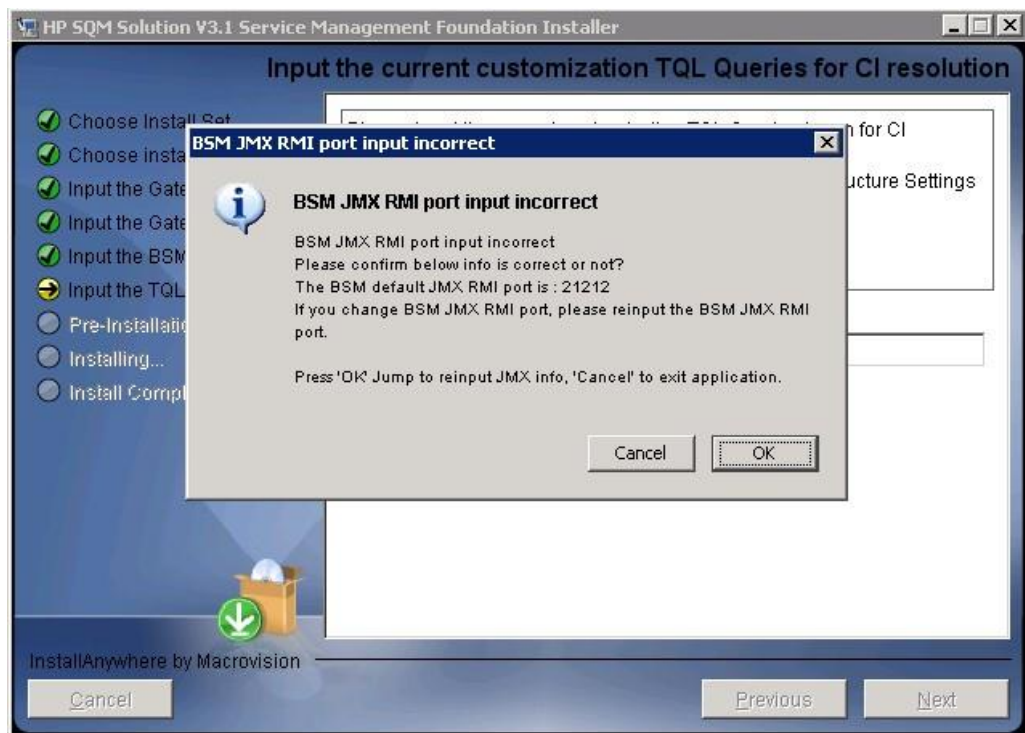 HP SQM Solution V3.1 Service Management Foundation Installer
Input the current customization TQL Queries for CI resolution
Choose Install Set
Choose insta
Input the Gate
Input the Gate
Input the BSM
Input the TQL
Pre-Installatio
Installing...
Install Compl
for CI
ucture Settings
BSM JMX RMI port input incorrect
BSM JMX RMI port input incorrect
BSM JMX RMI port input incorrect
Please confirm below info is correct or not?
The BSM default JMX RMI port is : 21212
If you change BSM JMX RMI port, please reinput the BSM JMX RMI
port.
Press 'OK' Jump to reinput JMX info, 'Cancel' to exit application.
Cancel
OK
InstallAnywhere by Macrovision
Cancel
Previous
Next